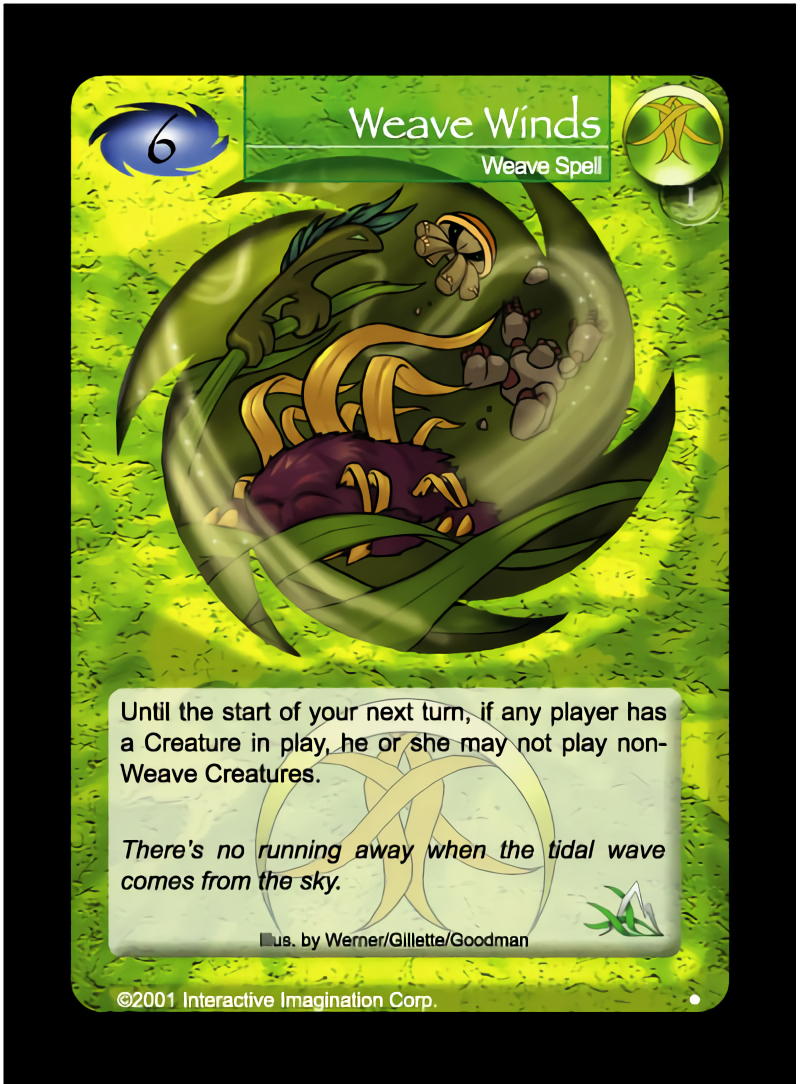 6
Weave Winds
Weave Spell
1
Until the start of your next turn, if any player has
a Creature in play, he or she may not play non-
Weave Creatures.
There's no running away when the tidal wave
comes from the sky.
Illus. by Werner/Gillette/Goodman
©2001 Interactive Imagination Corp.